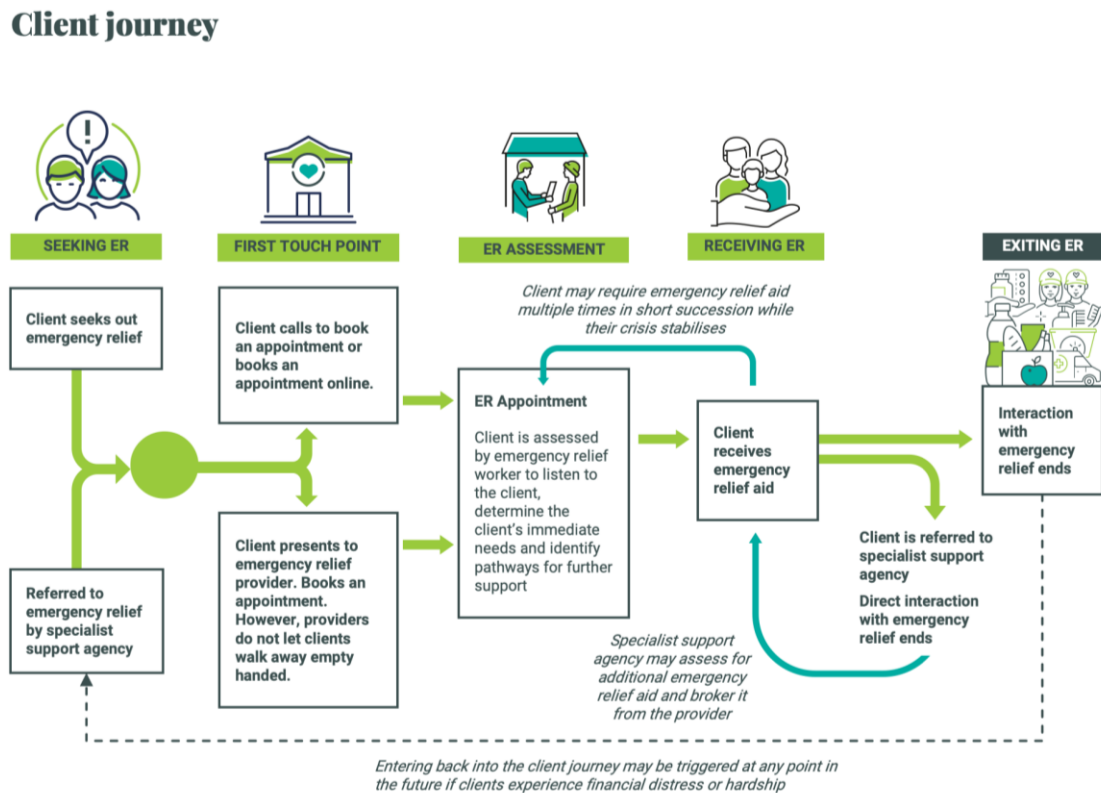 Client journey
!
SEEKING ER
FIRST TOUCH POINT
ER ASSESSMENT
RECEIVING ER
EXITING ER
Client seeks out
emergency relief
Referred to
emergency relief
by specialist
support agency
Client calls to book
an appointment or
books an
appointment online.
Client presents to
emergency relief
provider. Books an
appointment.
However, providers
do not let clients
walk away empty
handed.
ER Appointment
Client is assessed
by emergency relief
worker to listen to
the client,
determine the
client's immediate
needs and identify
pathways for further
support
Client may require emergency relief aid
multiple times in short succession while
their crisis stabilises
Client
receives
emergency
relief aid
Interaction
with
emergency
relief ends
Client is referred to
specialist support
agency
Direct interaction
with emergency
relief ends
Specialist support
agency may assess for
additional emergency
relief aid and broker it
from the provider
Entering back into the client journey may be triggered at any point in
the future if clients experience financial distress or hardship